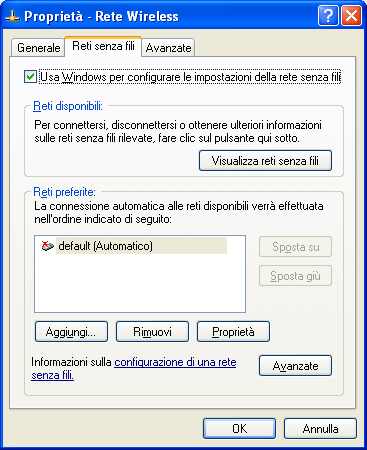 Proprietà - Rete Wireless
Generale
Reti senza fili
Avanzate
Usa Windows per configurare le impostazioni della rete senza fili
Reti disponibili:
Per connettersi, disconnettersi o ottenere ulteriori informazioni
sulle reti senza fili rilevate, fare clic sul pulsante qui sotto.
Visualizza reti senza fili
Reti preferite:
La connessione automatica alle reti disponibili verrà effettuata
nell'ordine indicato di seguito:
default (Automatico)
Sposta su
Sposta giù
Aggiungi...
Rimuovi
Proprietà
Informazioni sulla configurazione di una rete
senza fili.
Avanzate
OK
Annulla